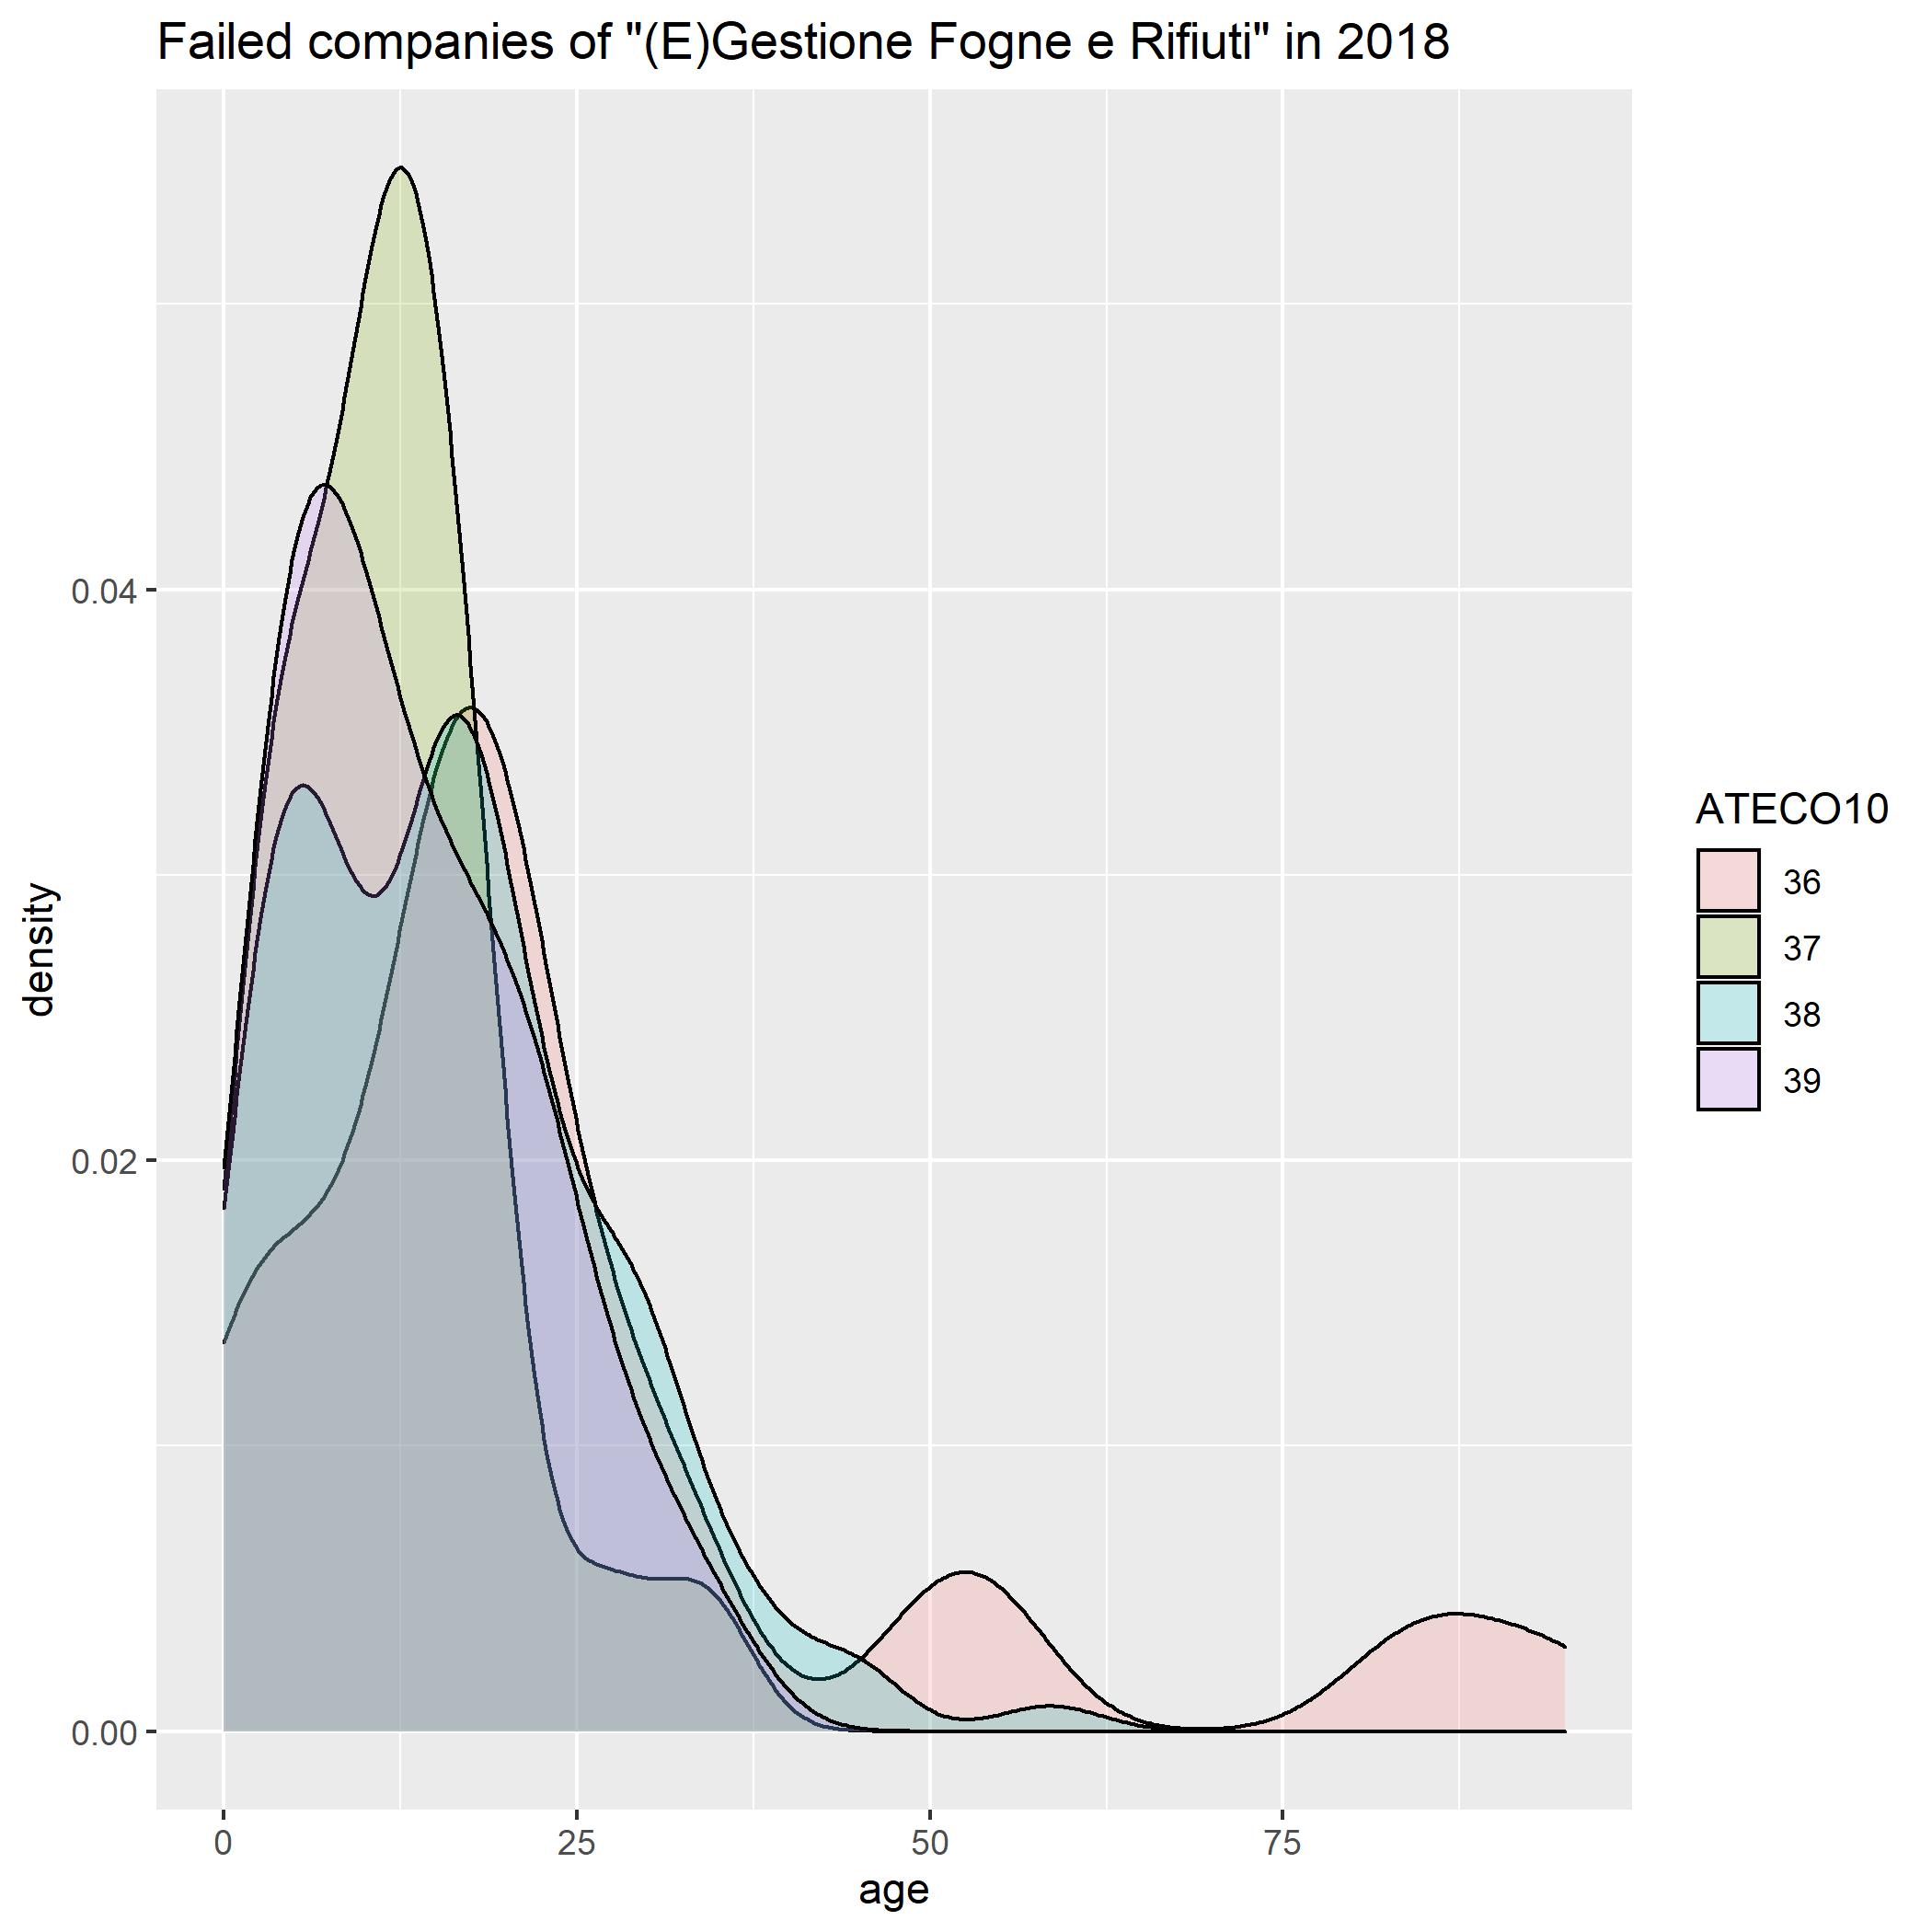 Failed companies of "(E)Gestione Fogne e Rifiuti" in 2018
density
0.04
0.02
0.00
0 25 50 75
age
ATECO10
36
37
38
39